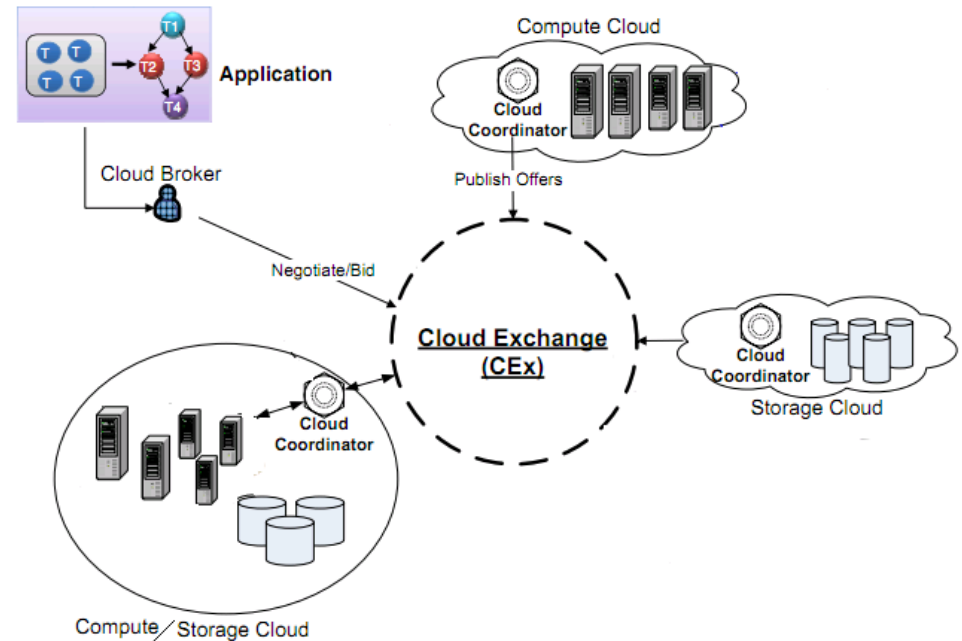 Compute Cloud
T1
T T
T2
T3
Application
T T
T4
Cloud
Coordinator
Publish Offers
Cloud Broker
Negotiate/Bid
Cloud Exchange
(CEx)
Cloud
Coordinator
Storage Cloud
Cloud
Coordinator
Compute/Storage Cloud